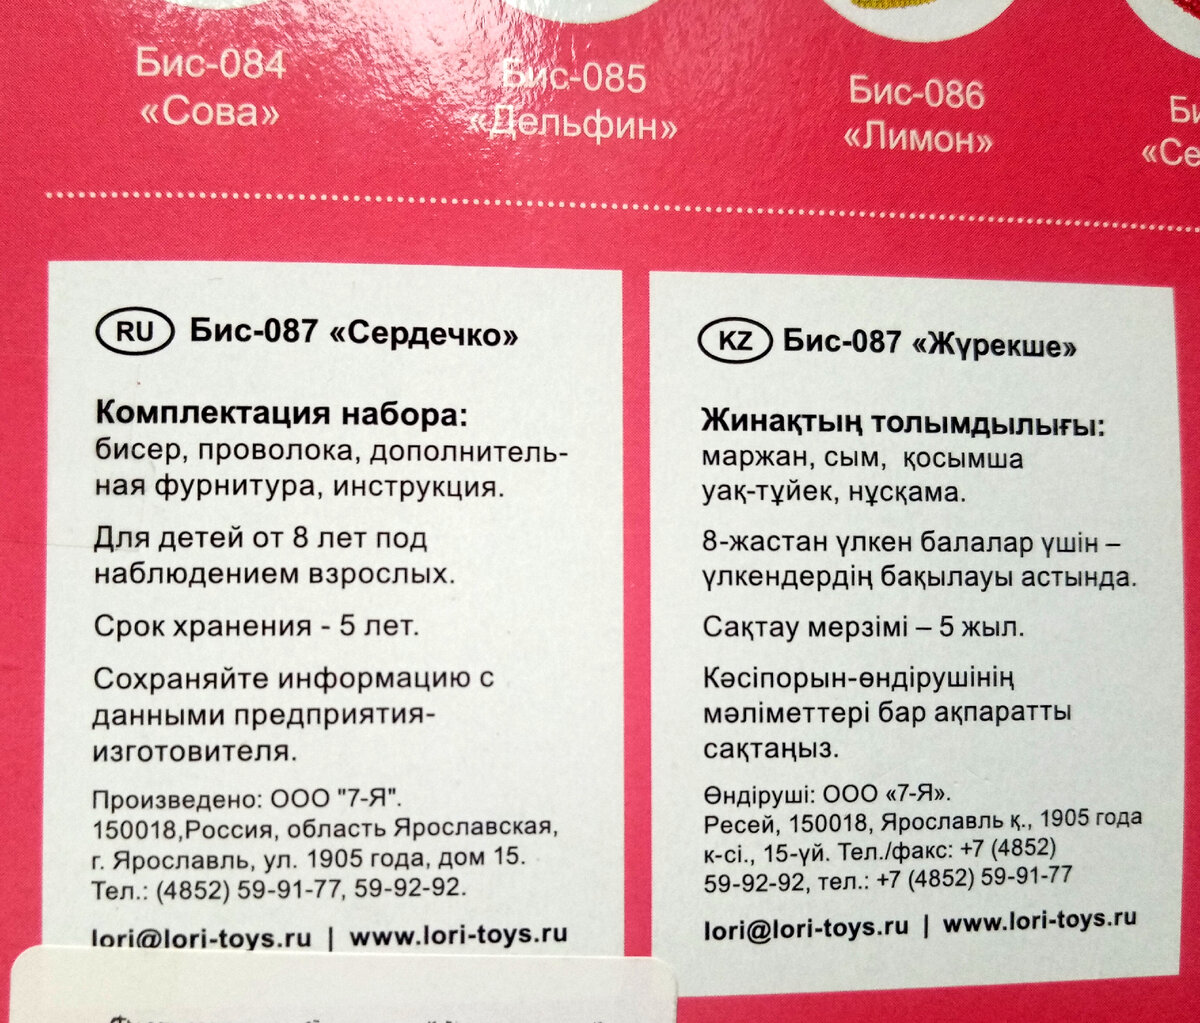 Бис-084
«Сова»
Бис-085
«Дельфин»
Бис-086
«Лимон»
RU Бис-087 «Сердечко»
Комплектация набора:
бисер, проволока, дополнитель-
ная фурнитура, инструкция.
Для детей от 8 лет под
наблюдением взрослых.
Срок хранения - 5 лет.
Сохраняйте информацию с
данными предприятия-
изготовителя.
Произведено: ООО "7-Я".
150018,Россия, область Ярославская,
г. Ярославль, ул. 1905 года, дом 15.
Тел.: (4852) 59-91-77, 59-92-92.
lori@lori-toys.ru | www.lori-toys.ru
KZ Бис-087 «Жүрекше»
Жинақтың толымдылығы:
маржан, сым, қосымша
уақ-тұйек, нұсқама.
8-жастан үлкен балалар үшін –
үлкендердің бақылауы астында.
Сақтау мерзімі – 5 жыл.
Кәсіпорын-өндірушінің
мәліметтері бар ақпаратты
сақтаңыз.
Өндіруші: ООО «7-Я».
Ресей, 150018, Ярославль қ., 1905 года
к-сі., 15-үй. Тел./факс: +7 (4852)
59-92-92, тел.: +7 (4852) 59-91-77
lori@lori-toys.ru | www.lori-toys.ru